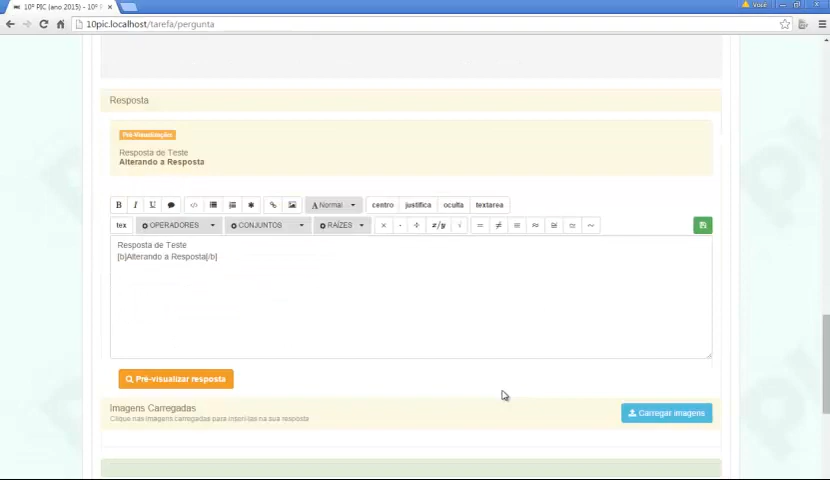 10º PIC (ano 2015) - 10º P
Você
10pic.localhost/tarefa/pergunta
Resposta
Pré-Visualização
Resposta de Teste
Alterando a Resposta
B I U </> A Normal centro justifica oculta textarea
tex OPERADORES CONJUNTOS RAÍZES × · ÷ x/y √ = ≠ ≡ ≈ ≅ ≃ ~
Resposta de Teste
[b]Alterando a Resposta[/b]
Pré-visualizar resposta
Imagens Carregadas
Clique nas imagens carregadas para inseri-las na sua resposta
Carregar imagens